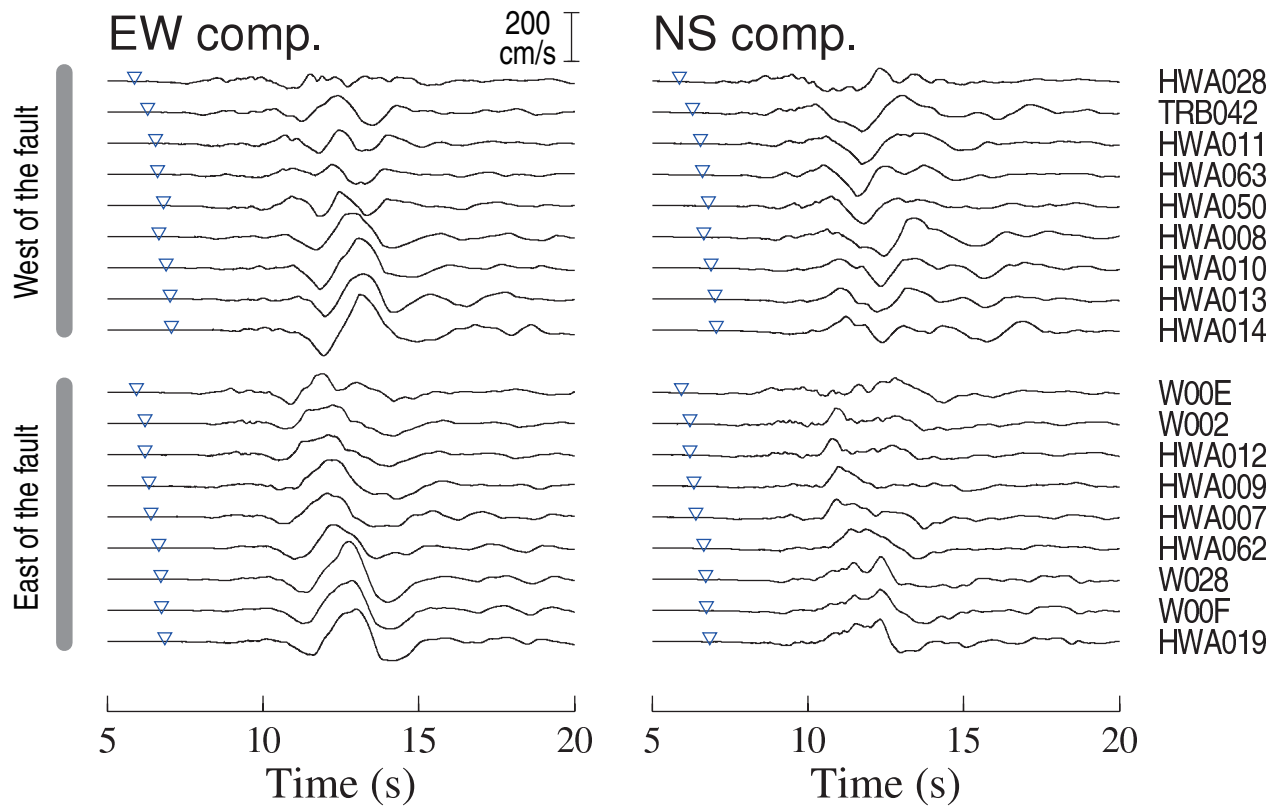 EW comp.
200
cm/s
NS comp.
West of the fault
HWA028
TRB042
HWA011
HWA063
HWA050
HWA008
HWA010
HWA013
HWA014
East of the fault
W00E
W002
HWA012
HWA009
HWA007
HWA062
W028
W00F
HWA019
5 10 15 20 5 10 15 20
Time (s) Time (s)